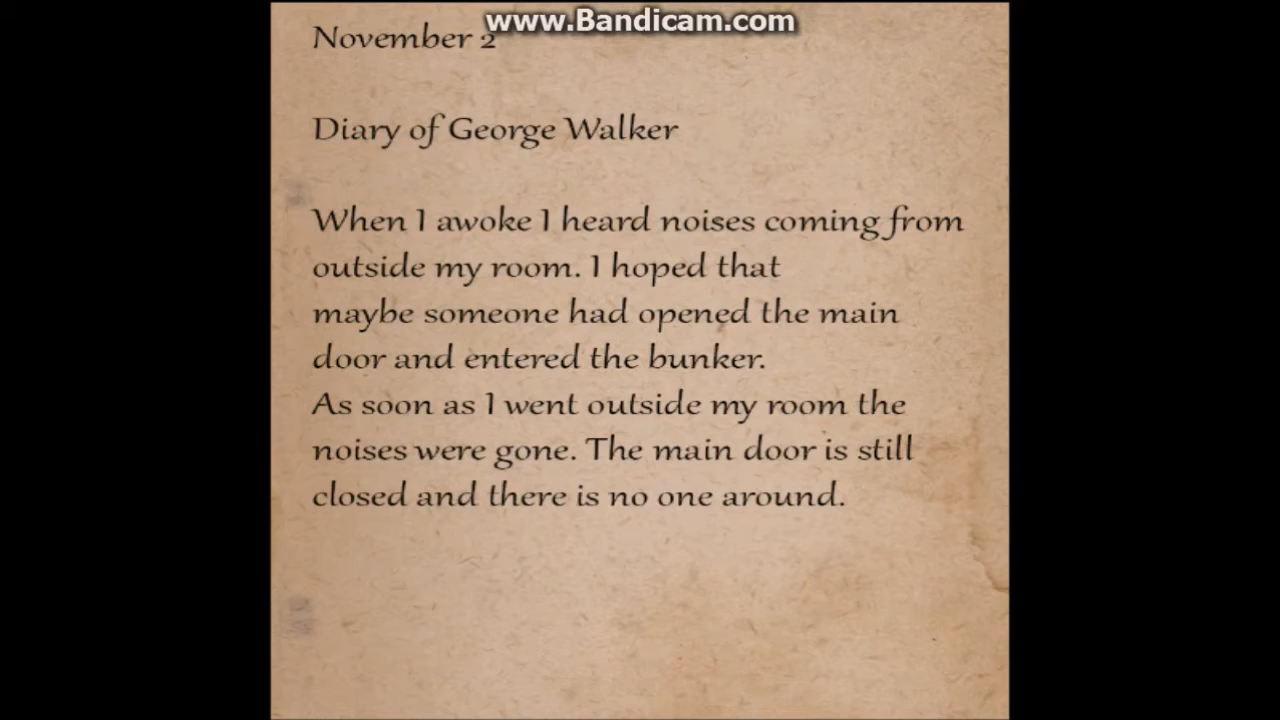 www.Bandicam.com
November 2
Diary of George Walker
When I awoke I heard noises coming from
outside my room. I hoped that
maybe someone had opened the main
door and entered the bunker.
As soon as I went outside my room the
noises were gone. The main door is still
closed and there is no one around.